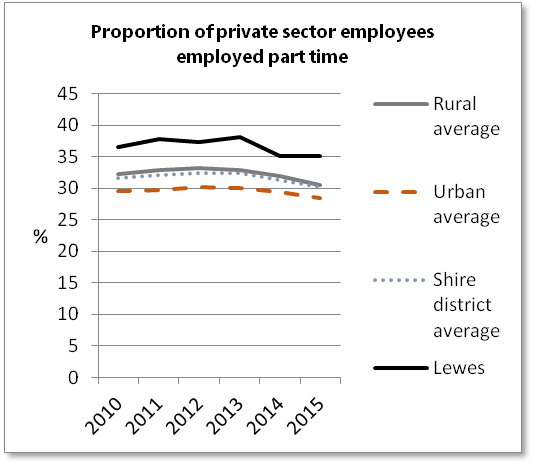 Proportion of private sector employees
employed part time
45
40
35
30
25
20
15
10
5
0
%
2010
2011
2012
2013
2014
2015
Rural
average
Urban
average
Shire
district
average
Lewes